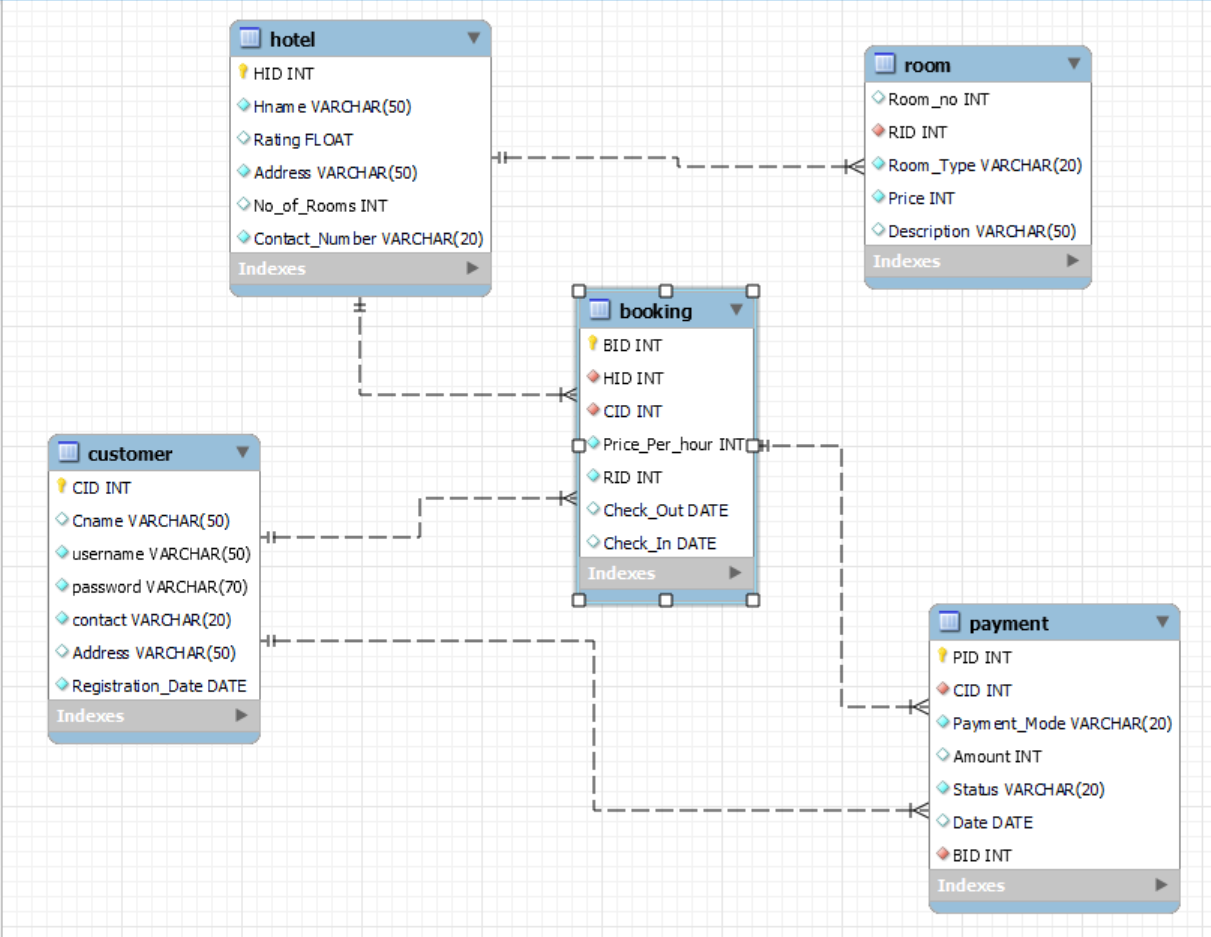 hotel
HID INT
Hname VARCHAR(50)
Rating FLOAT
Address VARCHAR(50)
No_of_Rooms INT
Contact_Number VARCHAR(20)
Indexes
room
Room_no INT
RID INT
Room_Type VARCHAR(20)
Price INT
Description VARCHAR(50)
Indexes
booking
BID INT
HID INT
CID INT
Price_Per_hour INT
RID INT
Check_Out DATE
Check_In DATE
Indexes
customer
CID INT
Cname VARCHAR(50)
username VARCHAR(50)
password VARCHAR(70)
contact VARCHAR(20)
Address VARCHAR(50)
Registration_Date DATE
Indexes
payment
PID INT
CID INT
Payment_Mode VARCHAR(20)
Amount INT
Status VARCHAR(20)
Date DATE
BID INT
Indexes